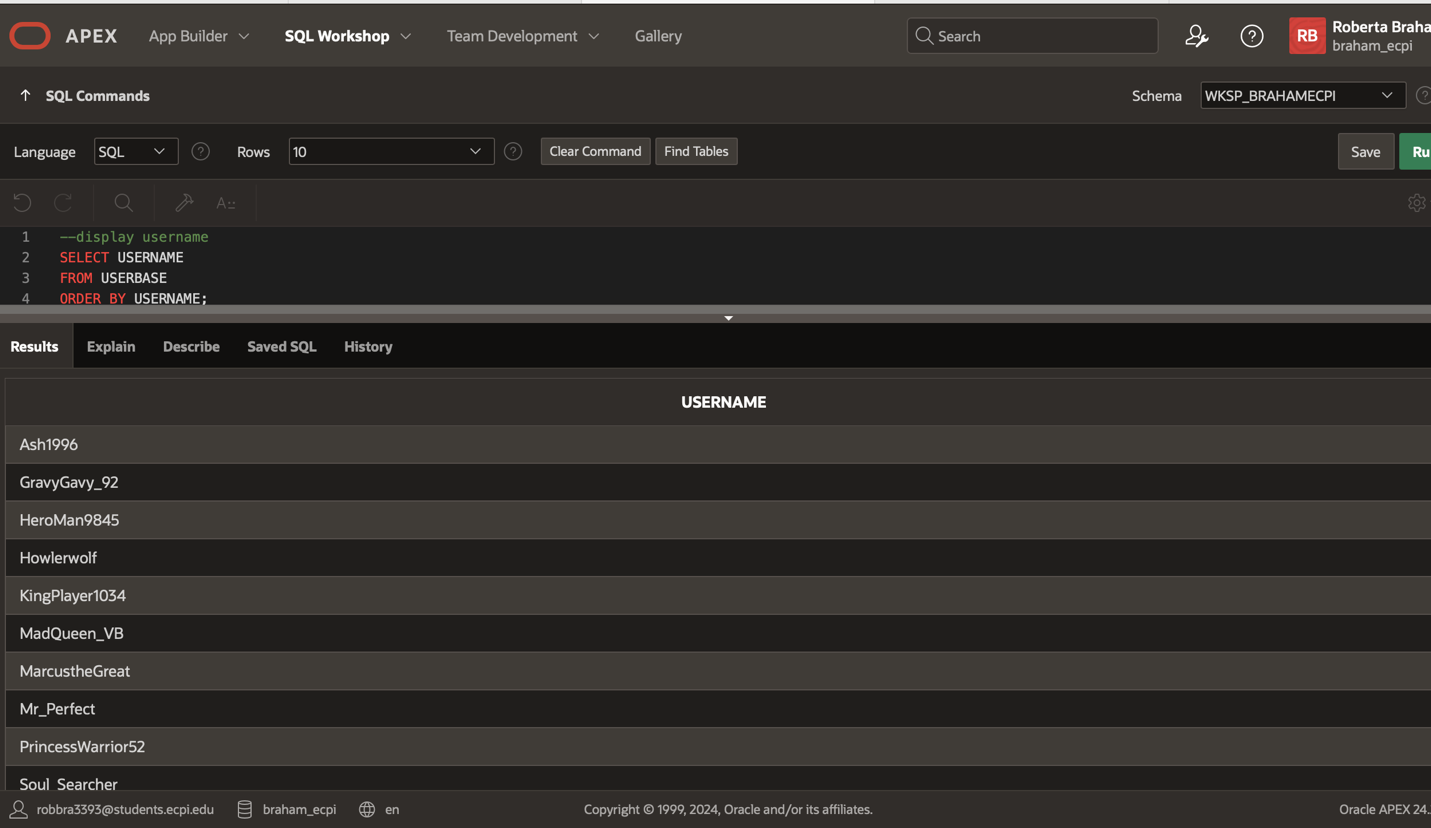 APEX App Builder SQL Workshop Team Development Gallery Search RB Roberta Braha
braham_ecpi
SQL Commands Schema WKSP_BRAHAMECPI
Language SQL Rows 10 Clear Command Find Tables Save Ru
1 --display username
2 SELECT USERNAME
3 FROM USERBASE
4 ORDER BY USERNAME;
Results Explain Describe Saved SQL History
USERNAME
Ash1996
GravyGavy_92
HeroMan9845
Howlerwolf
KingPlayer1034
MadQueen_VB
MarcustheGreat
Mr_Perfect
PrincessWarrior52
Soul_Searcher
robbra3393@students.ecpi.edu braham_ecpi en Copyright © 1999, 2024, Oracle and/or its affiliates. Oracle APEX 24.